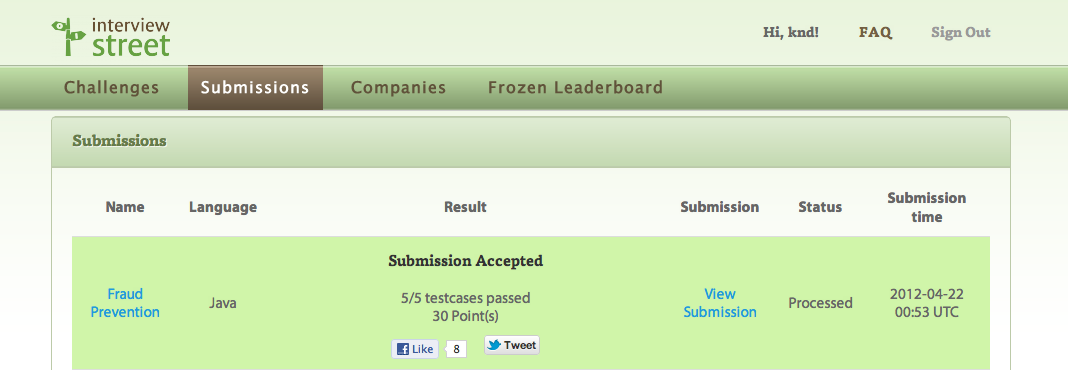 interview
street
Hi, knd!
FAQ
Sign Out
Challenges
Submissions
Companies
Frozen Leaderboard
Submissions
Name
Language
Result
Submission
Status
Submission
time
Fraud
Prevention
Java
Submission Accepted
5/5 testcases passed
30 Point(s)
Like
8
Tweet
View
Submission
Processed
2012-04-22
00:53 UTC